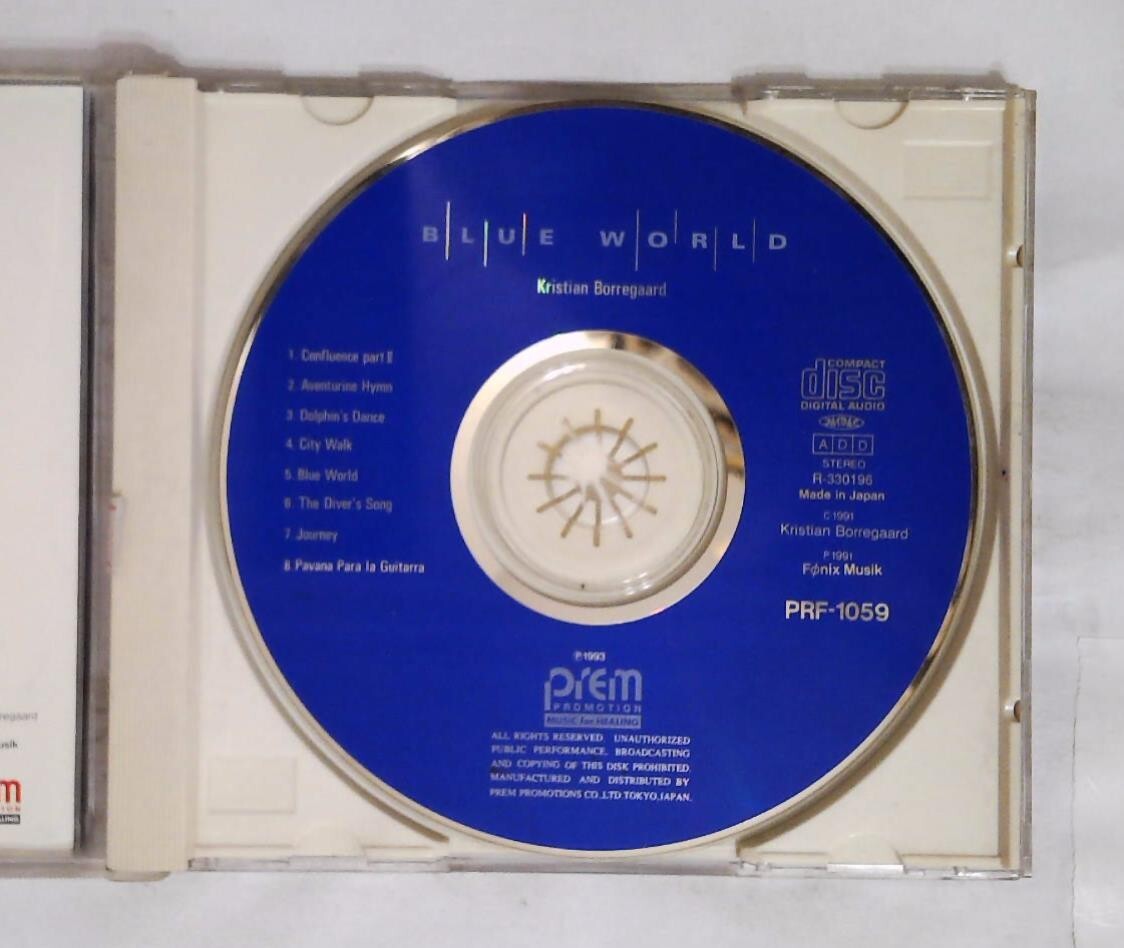 BLUE WORLD
Kristian Borregaard
1. Confluence part II
2. Aventurine Hymn
3. Dolphin's Dance
4. City Walk
5. Blue World
6. The Diver's Song
7. Journey
8. Pavana Para la Guitarra
COMPACT
disc
DIGITAL AUDIO
ADD
STEREO
R-330196
Made in Japan
C 1991
Kristian Borregaard
P 1991
Fønix Musik
PRF-1059
℗1993
prem
PROMOTION
MUSIC for HEALING
ALL RIGHTS RESERVED. UNAUTHORIZED
PUBLIC PERFORMANCE, BROADCASTING
AND COPYING OF THIS DISK PROHIBITED.
MANUFACTURED AND DISTRIBUTED BY
PREM PROMOTIONS CO.,LTD.TOKYO,JAPAN.